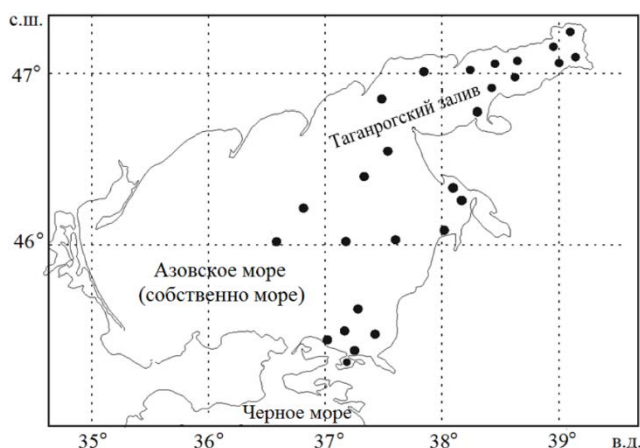 с.ш.
47°
Таганрогский залив
46°
Азовское море
(собственно море)
Черное море
35°
36°
37°
38°
39°
в.д.